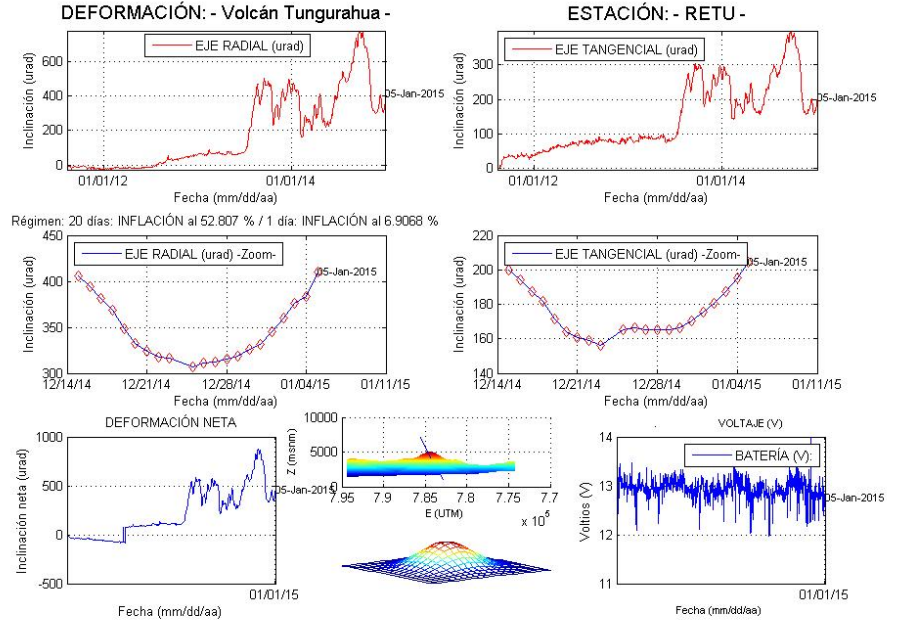 DEFORMACIÓN: - Volcán Tungurahua -
ESTACIÓN: - RETU -
EJE RADIAL (urad)
Inclinación (urad)
600
400
200
0
05-Jan-2015
01/01/12
01/01/14
Fecha (mm/dd/aa)
EJE TANGENCIAL (urad)
Inclinación (urad)
300
200
100
0
05-Jan-2015
01/01/12
01/01/14
Fecha (mm/dd/aa)
Régimen: 20 días: INFLACIÓN al 52.807 % / 1 día: INFLACIÓN al 6.9068 %
EJE RADIAL (urad) -Zoom-
Inclinación (urad)
450
400
350
300
05-Jan-2015
12/14/14
12/21/14
12/28/14
01/04/15
01/11/15
Fecha (mm/dd/aa)
EJE TANGENCIAL (urad) -Zoom-
Inclinación (urad)
220
200
180
160
140
05-Jan-2015
12/14/14
12/21/14
12/28/14
01/04/15
01/11/15
Fecha (mm/dd/aa)
DEFORMACIÓN NETA
Inclinación neta (urad)
1000
500
0
-500
05-Jan-2015
01/01/15
Fecha (mm/dd/aa)
Z (msnm)
10000
5000
0
7.95
7.9
7.85
7.8
7.75
7.7
E (UTM)
x 10^5
VOLTAJE (V)
BATERÍA (V):
Voltios (V)
14
13
12
11
05-Jan-2015
01/01/15
Fecha (mm/dd/aa)